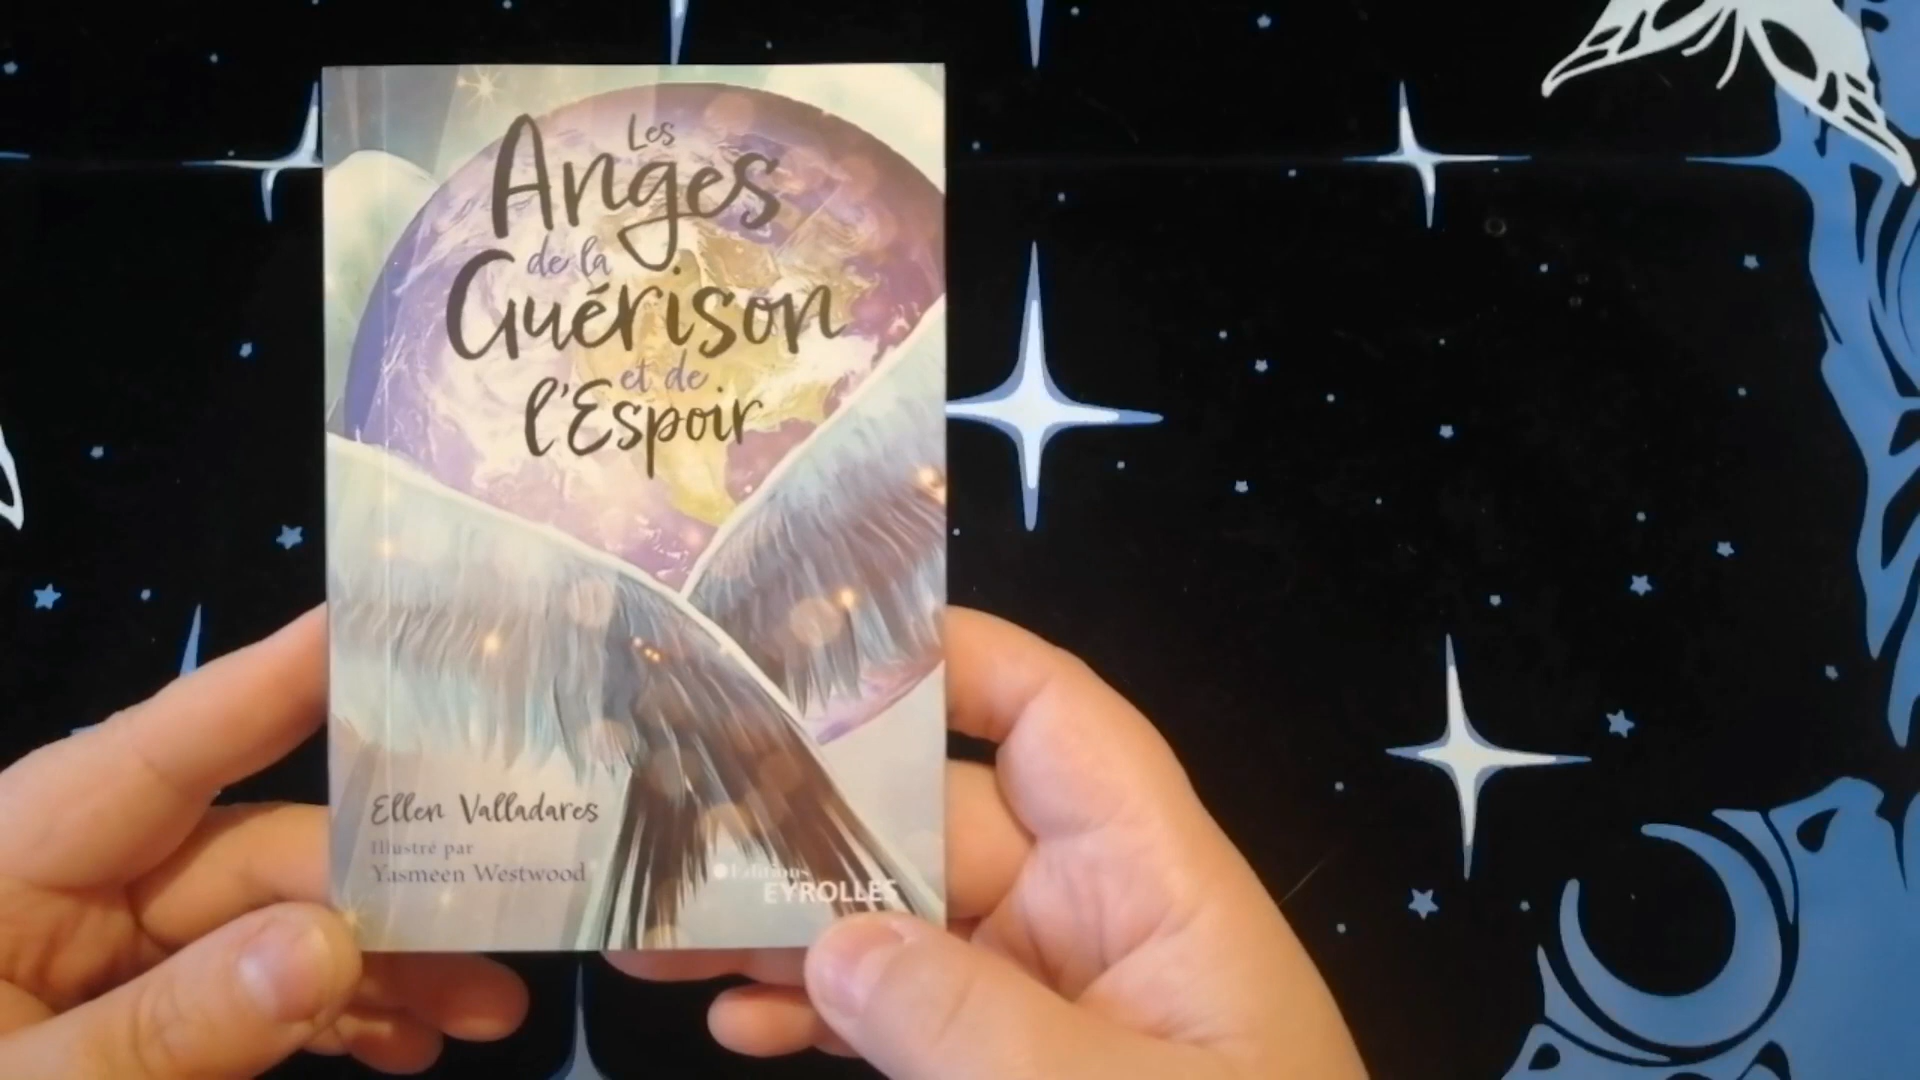 Les
Anges
de la
Guérison
et de
l'Espoir
Ellen Valladares
Illustré par
Yasmeen Westwood
Éditions
EYROLLES